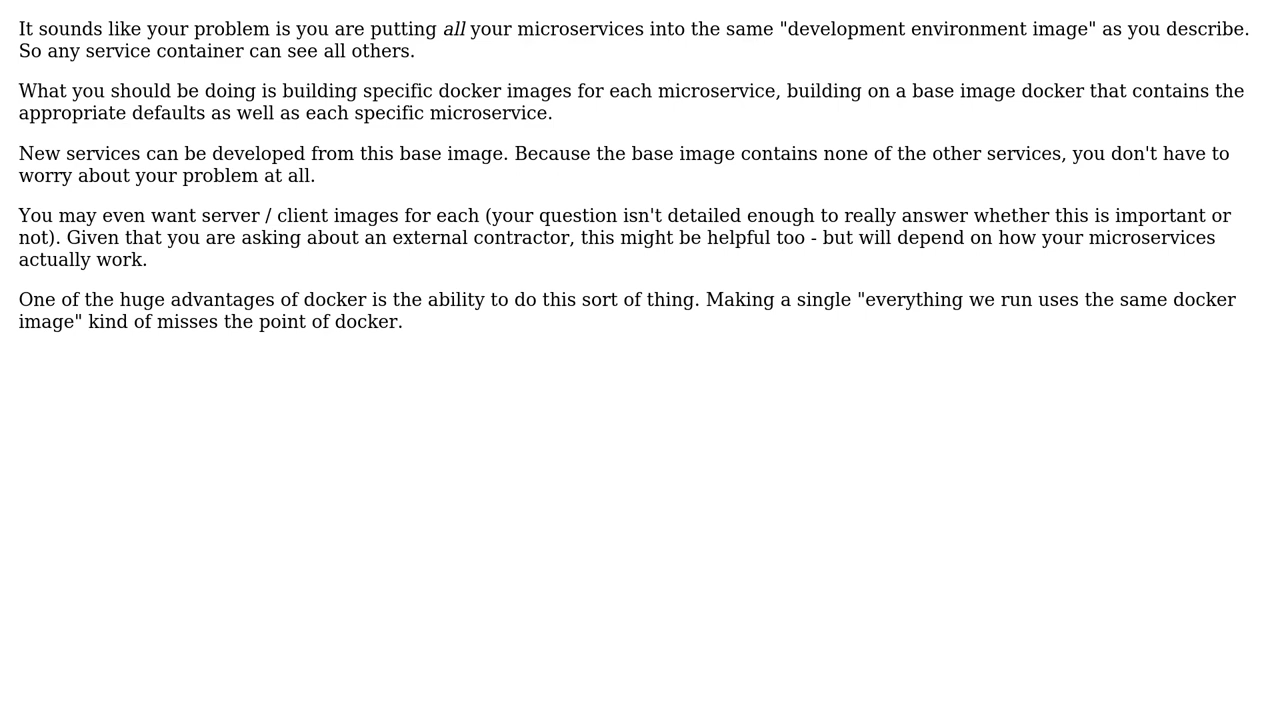 It sounds like your problem is you are putting all your microservices into the same "development environment image" as you describe.
So any service container can see all others.
What you should be doing is building specific docker images for each microservice, building on a base image docker that contains the
appropriate defaults as well as each specific microservice.
New services can be developed from this base image. Because the base image contains none of the other services, you don't have to
worry about your problem at all.
You may even want server / client images for each (your question isn't detailed enough to really answer whether this is important or
not). Given that you are asking about an external contractor, this might be helpful too - but will depend on how your microservices
actually work.
One of the huge advantages of docker is the ability to do this sort of thing. Making a single "everything we run uses the same docker
image" kind of misses the point of docker.